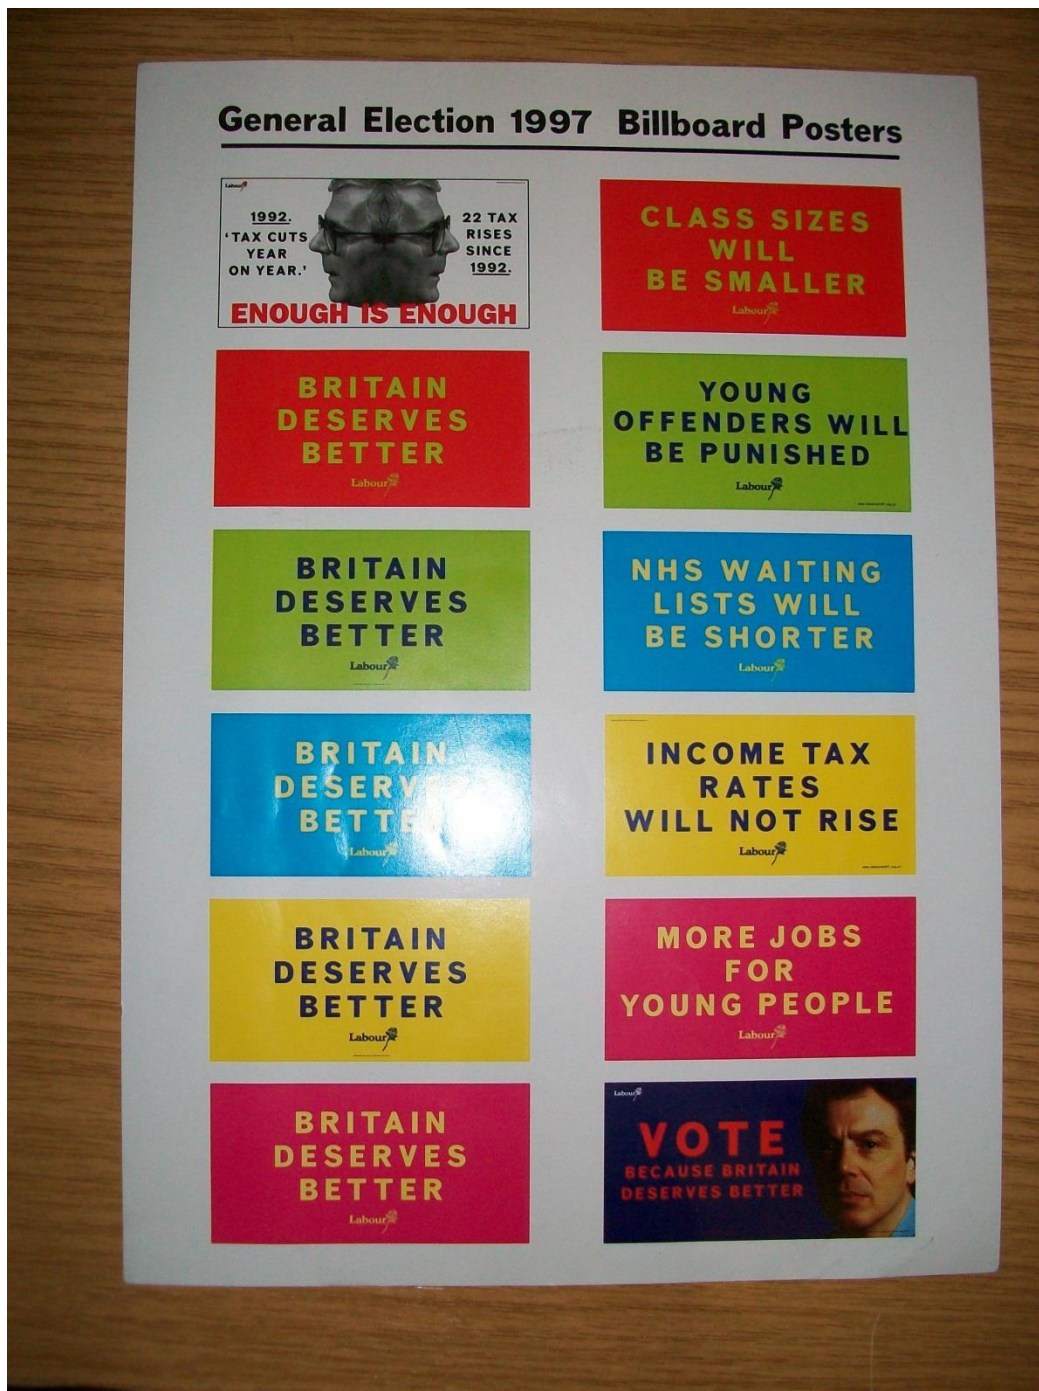 General Election 1997 Billboard Posters
Labour
1992.
'TAX CUTS
YEAR
ON YEAR.'
22 TAX
RISES
SINCE
1992.
ENOUGH IS ENOUGH
CLASS SIZES
WILL
BE SMALLER
Labour
BRITAIN
DESERVES
BETTER
Labour
YOUNG
OFFENDERS WILL
BE PUNISHED
Labour
BRITAIN
DESERVES
BETTER
Labour
NHS WAITING
LISTS WILL
BE SHORTER
Labour
BRITAIN
DESERVES
BETTER
Labour
INCOME TAX
RATES
WILL NOT RISE
Labour
BRITAIN
DESERVES
BETTER
Labour
MORE JOBS
FOR
YOUNG PEOPLE
Labour
BRITAIN
DESERVES
BETTER
Labour
Labour
VOTE
BECAUSE BRITAIN
DESERVES BETTER